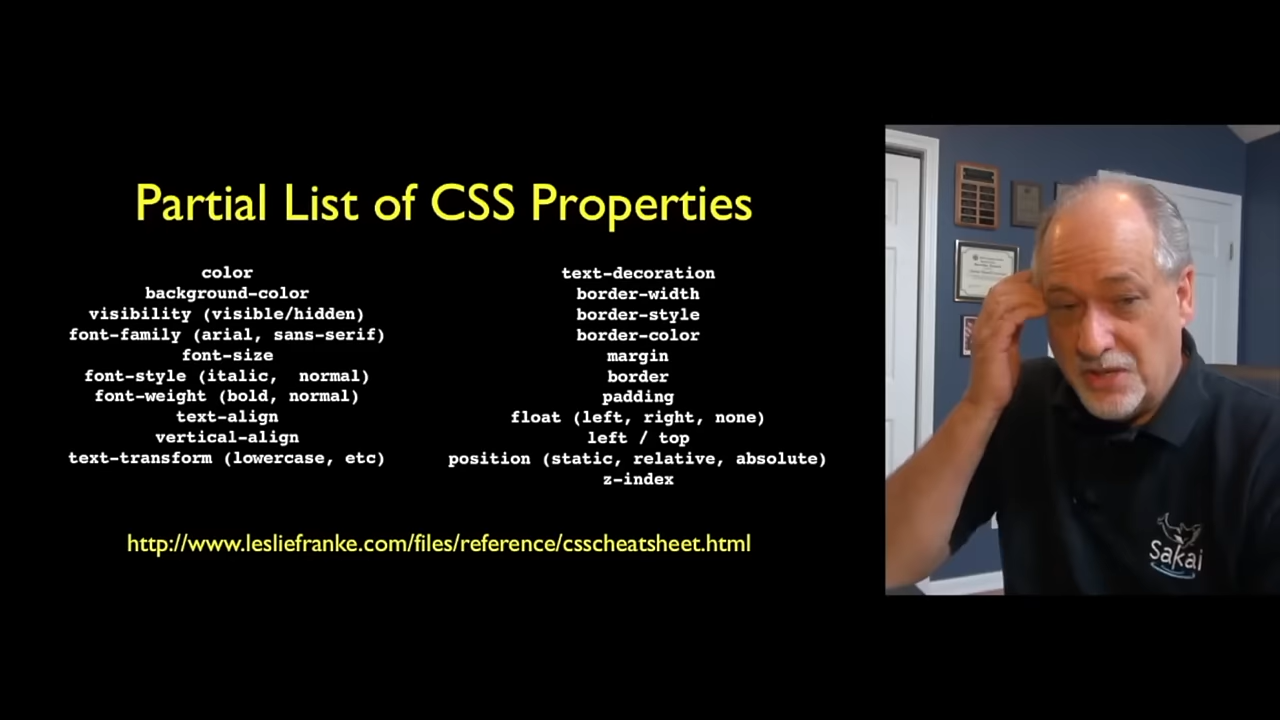 Partial List of CSS Properties
color
background-color
visibility (visible/hidden)
font-family (arial, sans-serif)
font-size
font-style (italic,  normal)
font-weight (bold, normal)
text-align
vertical-align
text-transform (lowercase, etc)
text-decoration
border-width
border-style
border-color
margin
border
padding
float (left, right, none)
left / top
position (static, relative, absolute)
z-index
http://www.lesliefranke.com/files/reference/csscheatsheet.html
Sakai